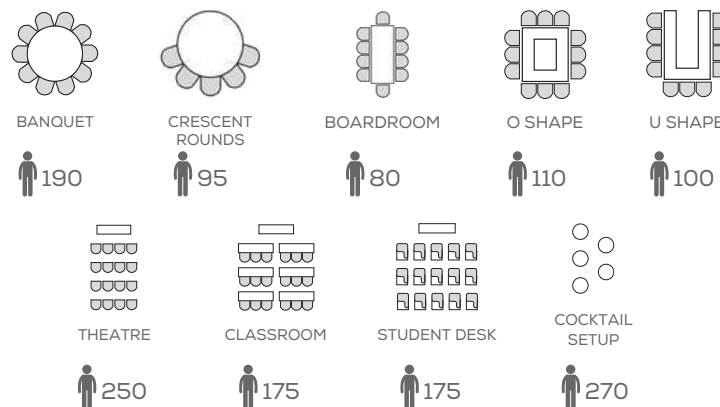 BANQUET
CRESCENT
ROUNDS
BOARDROOM
O SHAPE
U SHAPE
190
95
80
110
100
THEATRE
CLASSROOM
STUDENT DESK
COCKTAIL
SETUP
250
175
175
270